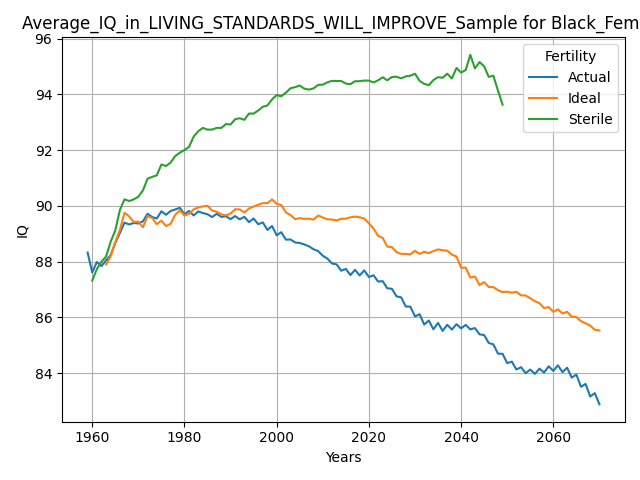 Average_IQ_in_LIVING_STANDARDS_WILL_IMPROVE_Sample for Black_Fem
96
94
92
90
88
86
84
IQ
1960
1980
2000
2020
2040
2060
Years
Fertility
Actual
Ideal
Sterile